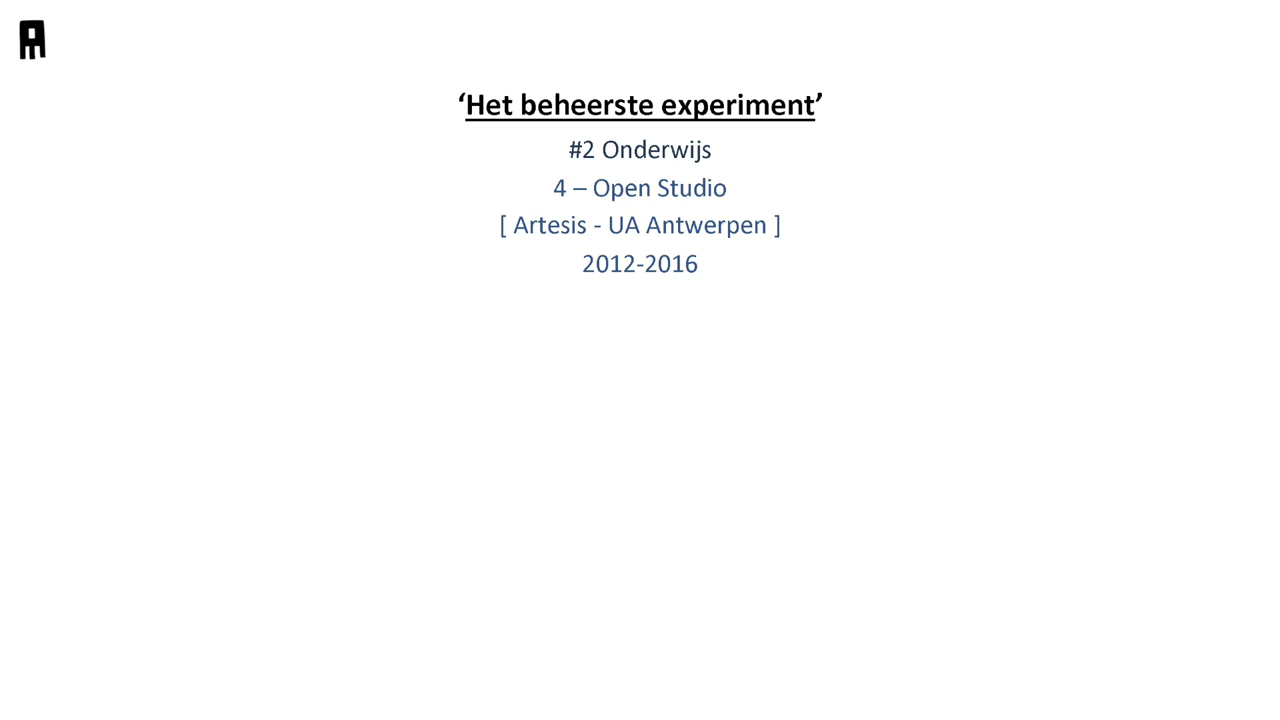 ‘Het beheerste experiment’
#2 Onderwijs
4 – Open Studio
[ Artesis - UA Antwerpen ]
2012-2016